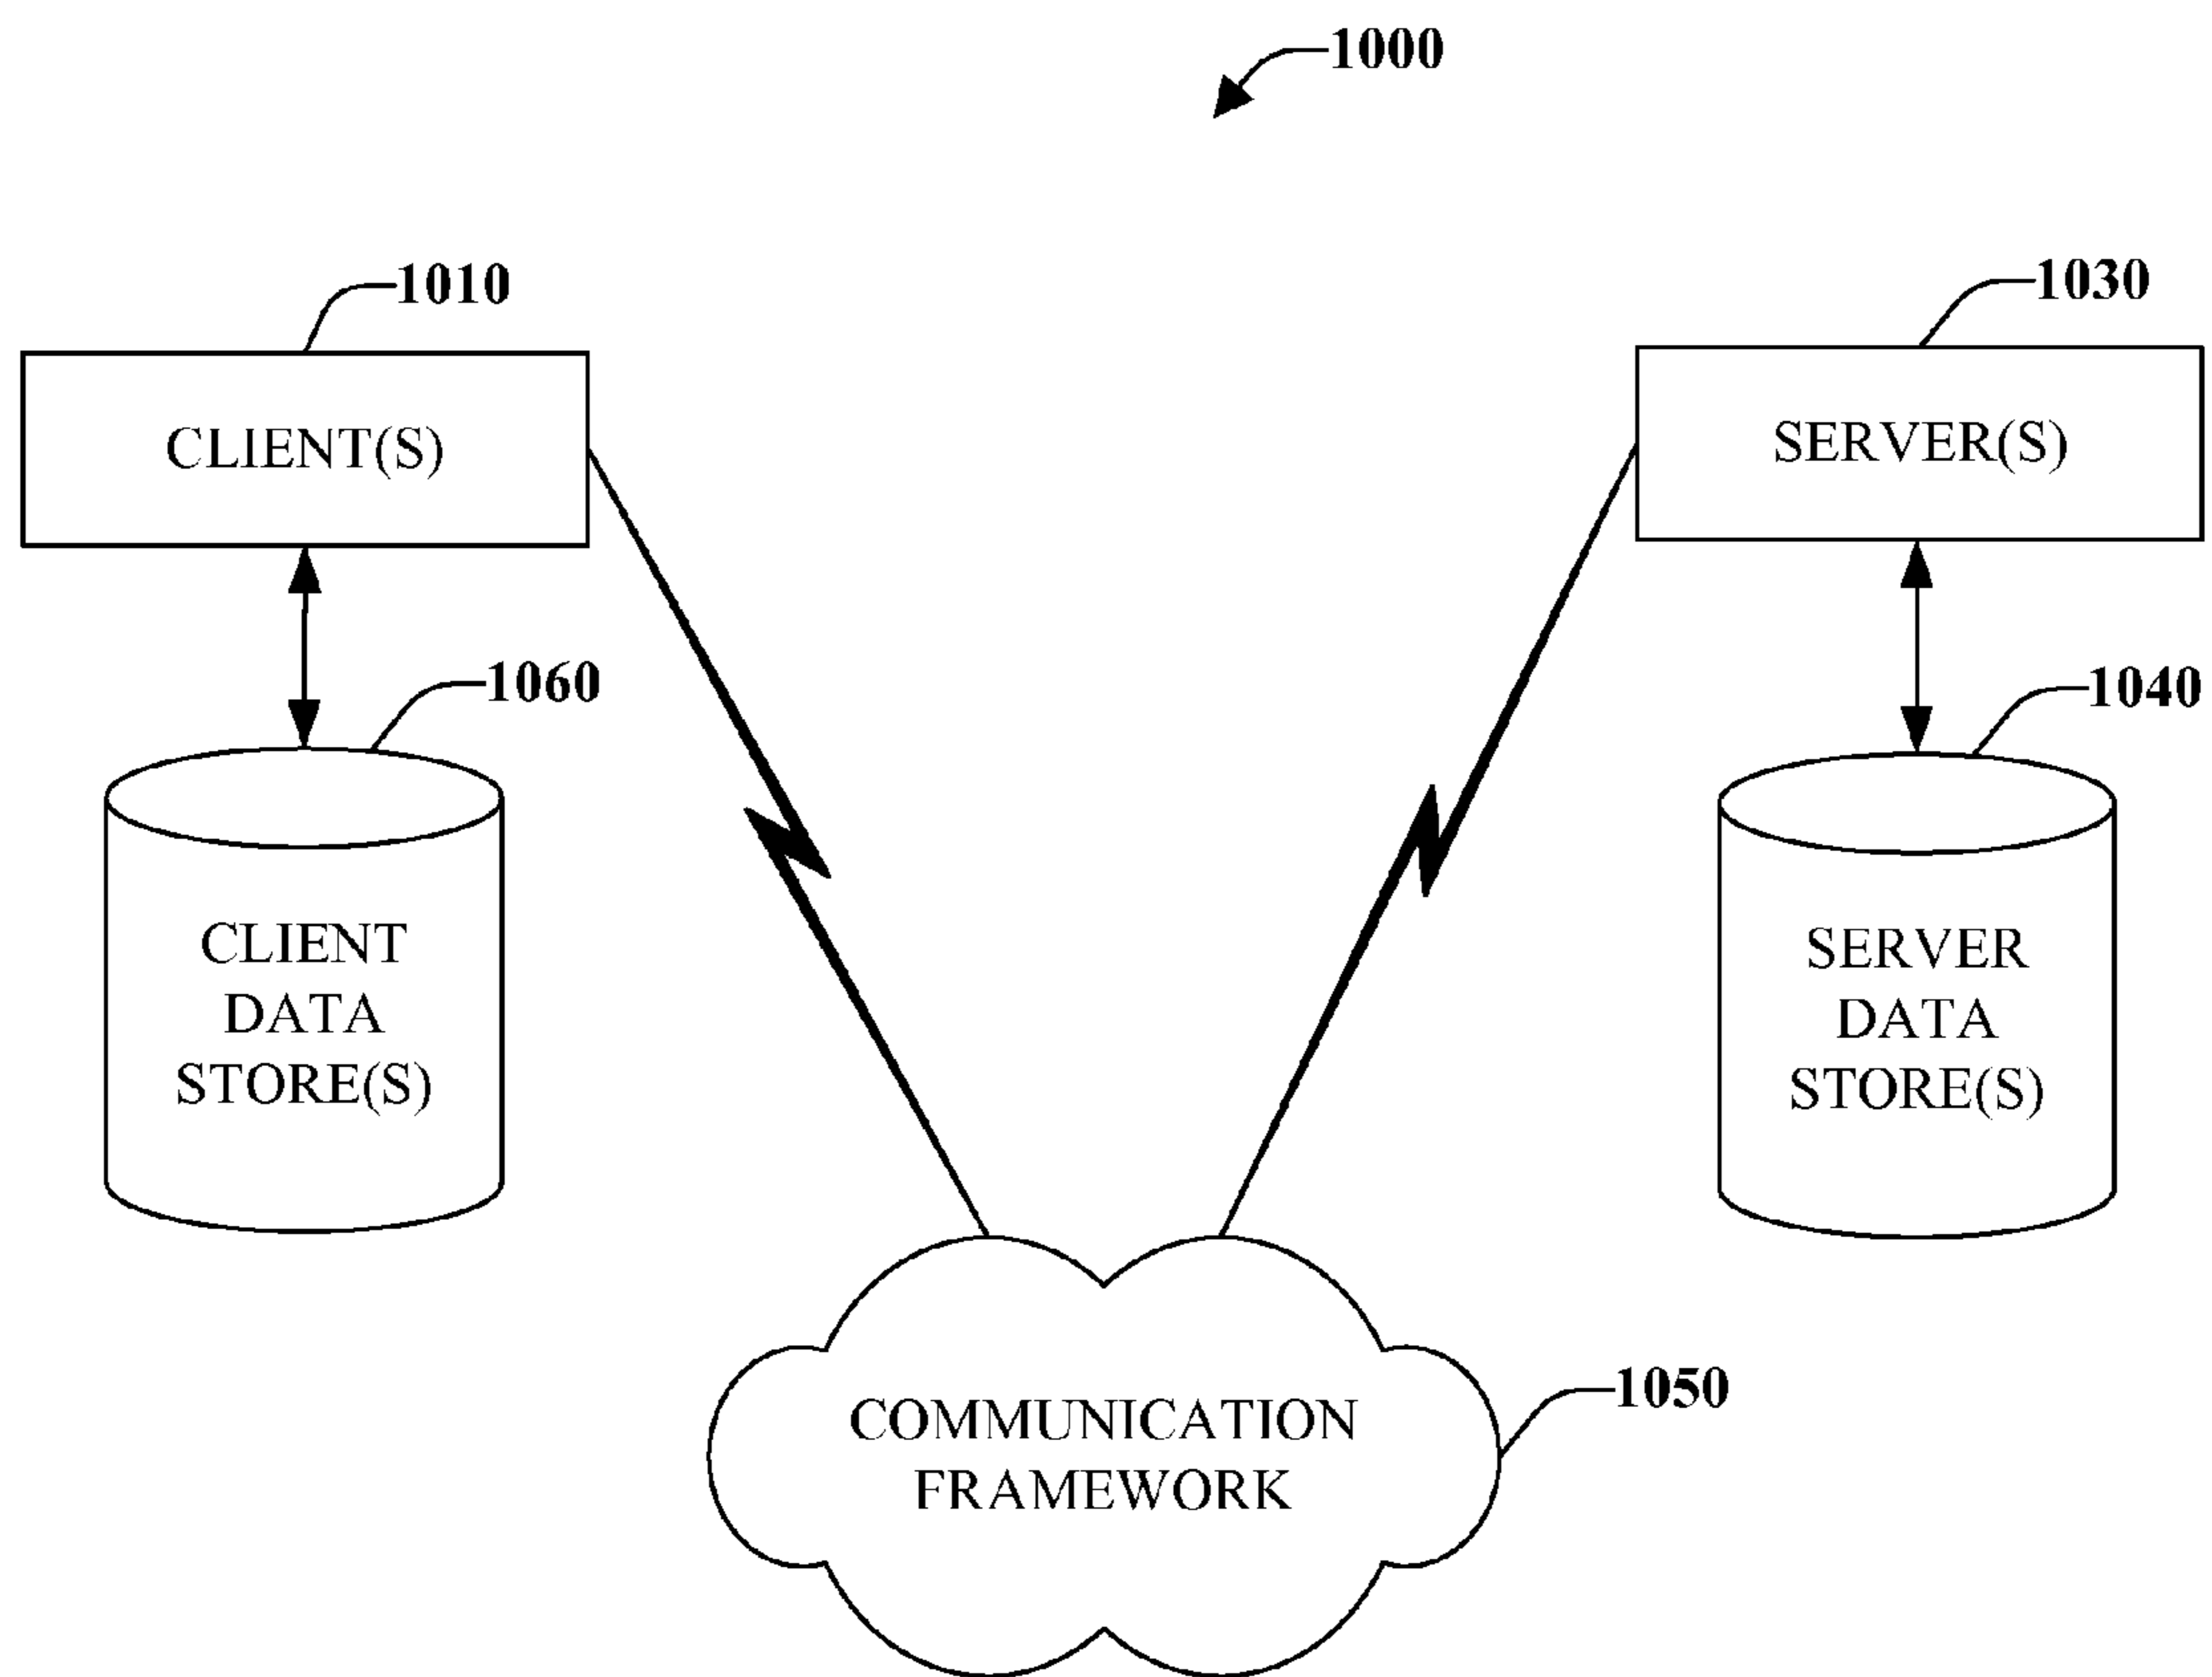 1000
1010
1030
CLIENT(S)
SERVER(S)
1060
1040
CLIENT
DATA
STORE(S)
SERVER
DATA
STORE(S)
1050
COMMUNICATION
FRAMEWORK